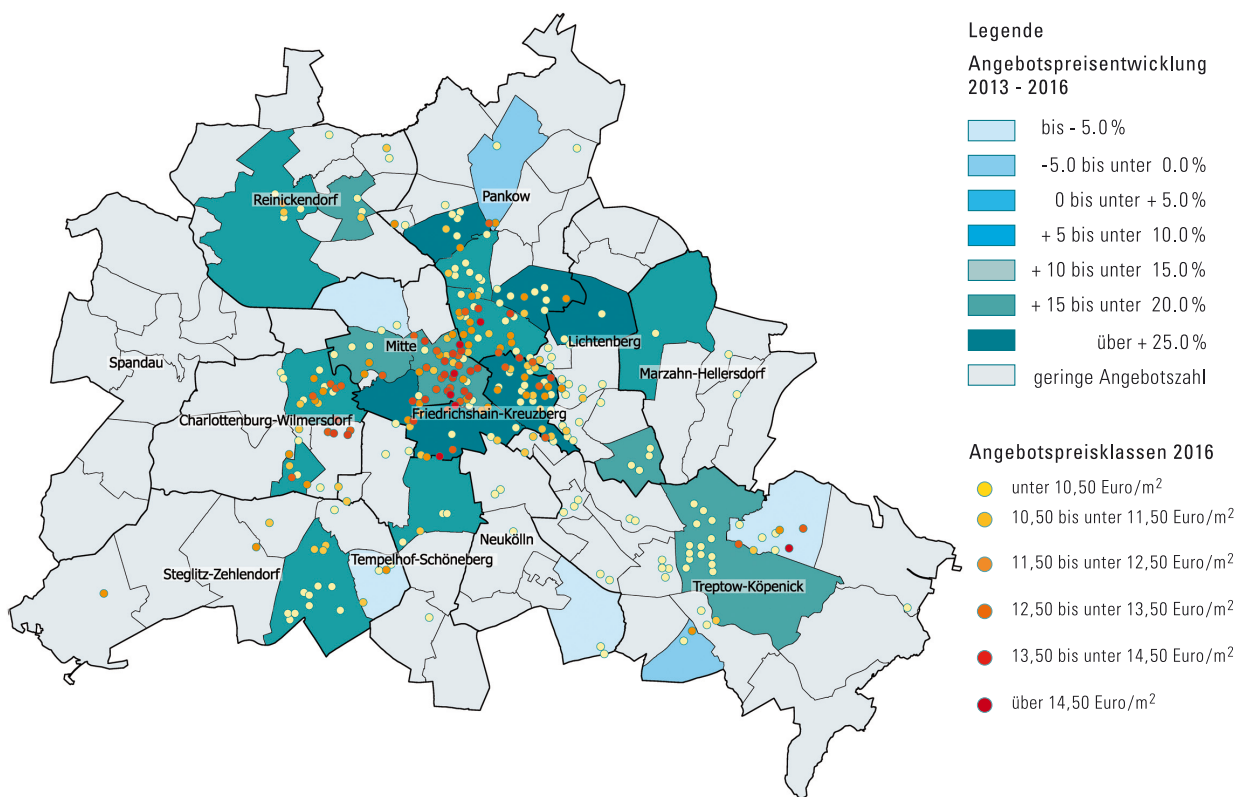 Legende
Angebotspreisentwicklung
2013 - 2016
bis - 5.0%
-5.0 bis unter 0.0%
0 bis unter + 5.0%
+ 5 bis unter 10.0%
+ 10 bis unter 15.0%
+ 15 bis unter 20.0%
über + 25.0%
geringe Angebotszahl
Angebotspreisklassen 2016
unter 10,50 Euro/m²
10,50 bis unter 11,50 Euro/m²
11,50 bis unter 12,50 Euro/m²
12,50 bis unter 13,50 Euro/m²
13,50 bis unter 14,50 Euro/m²
über 14,50 Euro/m²
Reinickendorf
Pankow
Mitte
Lichtenberg
Spandau
Marzahn-Hellersdorf
Charlottenburg-Wilmersdorf
Friedrichshain-Kreuzberg
Neukölln
Tempelhof-Schöneberg
Steglitz-Zehlendorf
Treptow-Köpenick